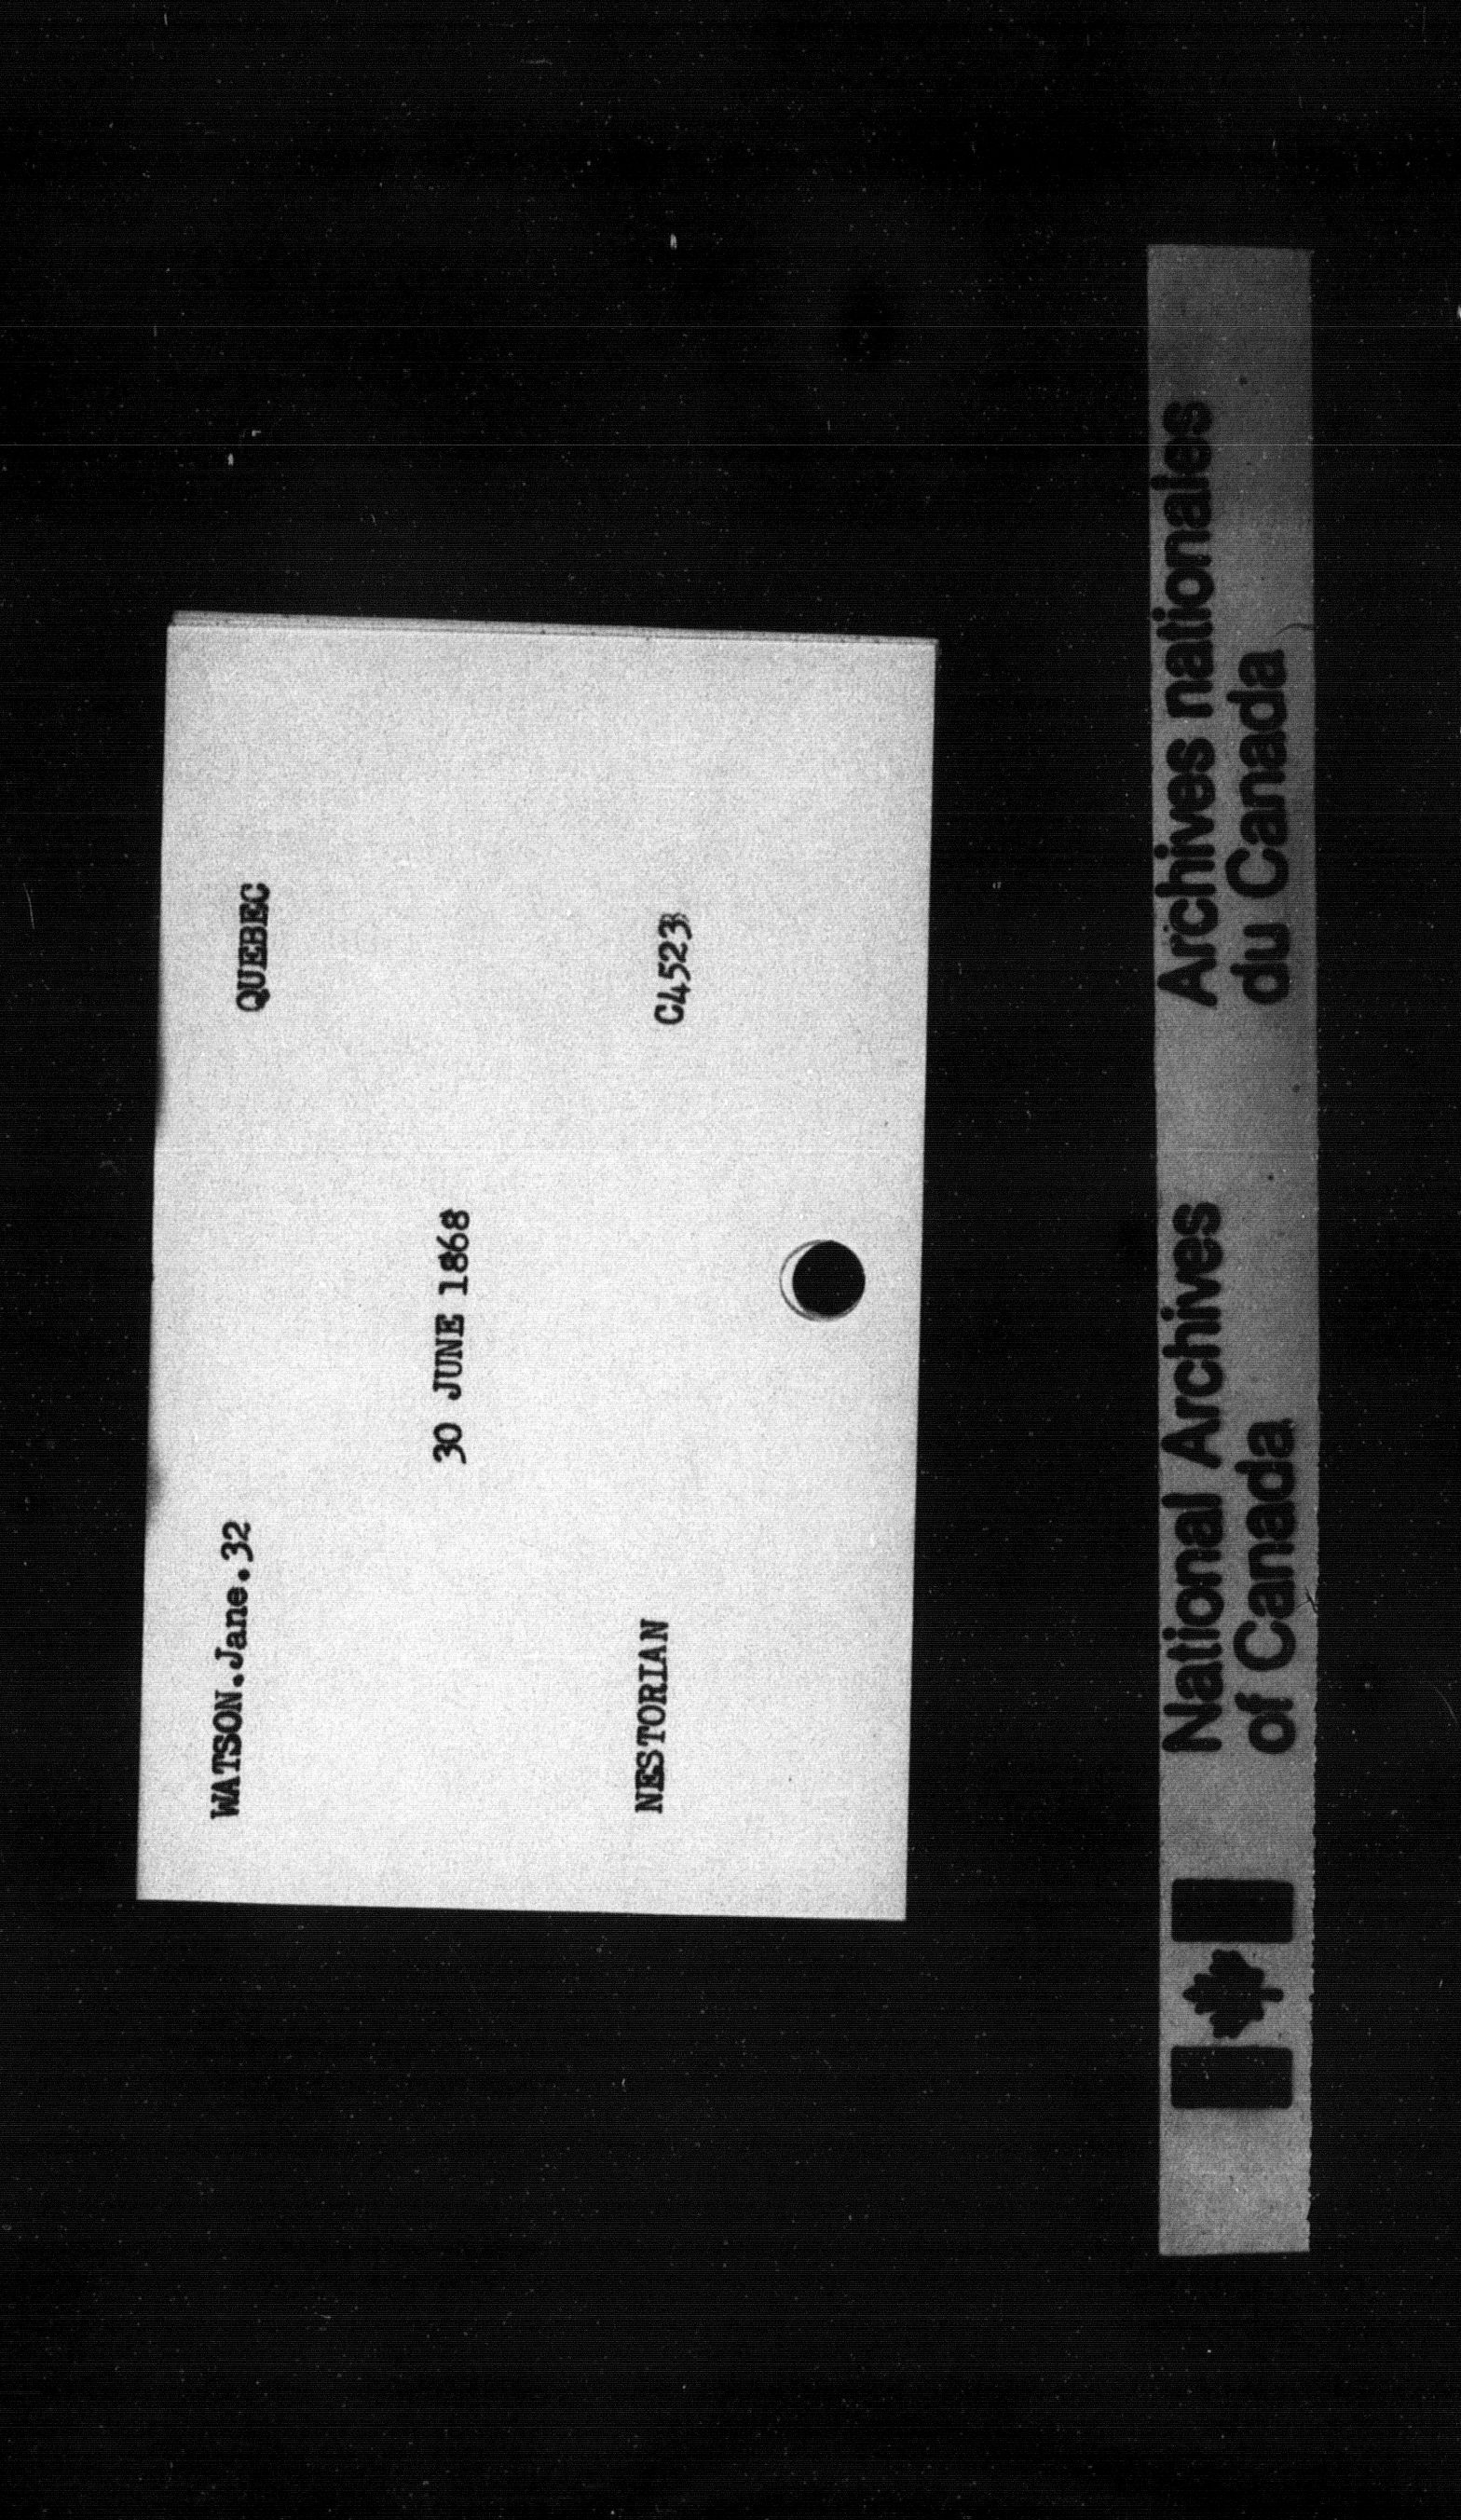 WATSON.Jane.32 QUEBEC
30 JUNE 1868
NESTORIAN C4523
National Archives Archives nationales
of Canada du Canada